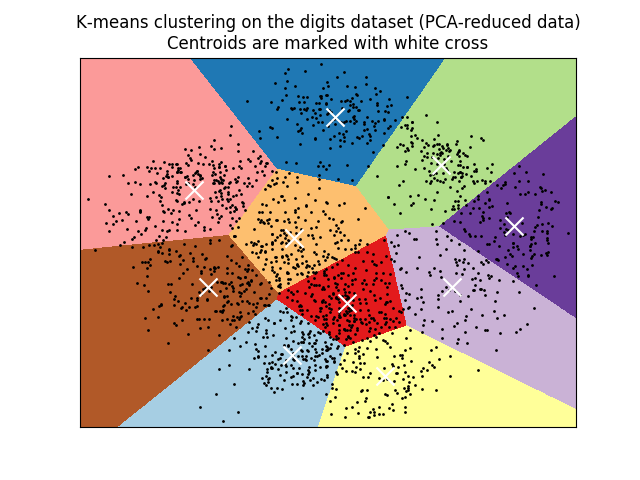 K-means clustering on the digits dataset (PCA-reduced data)
Centroids are marked with white cross